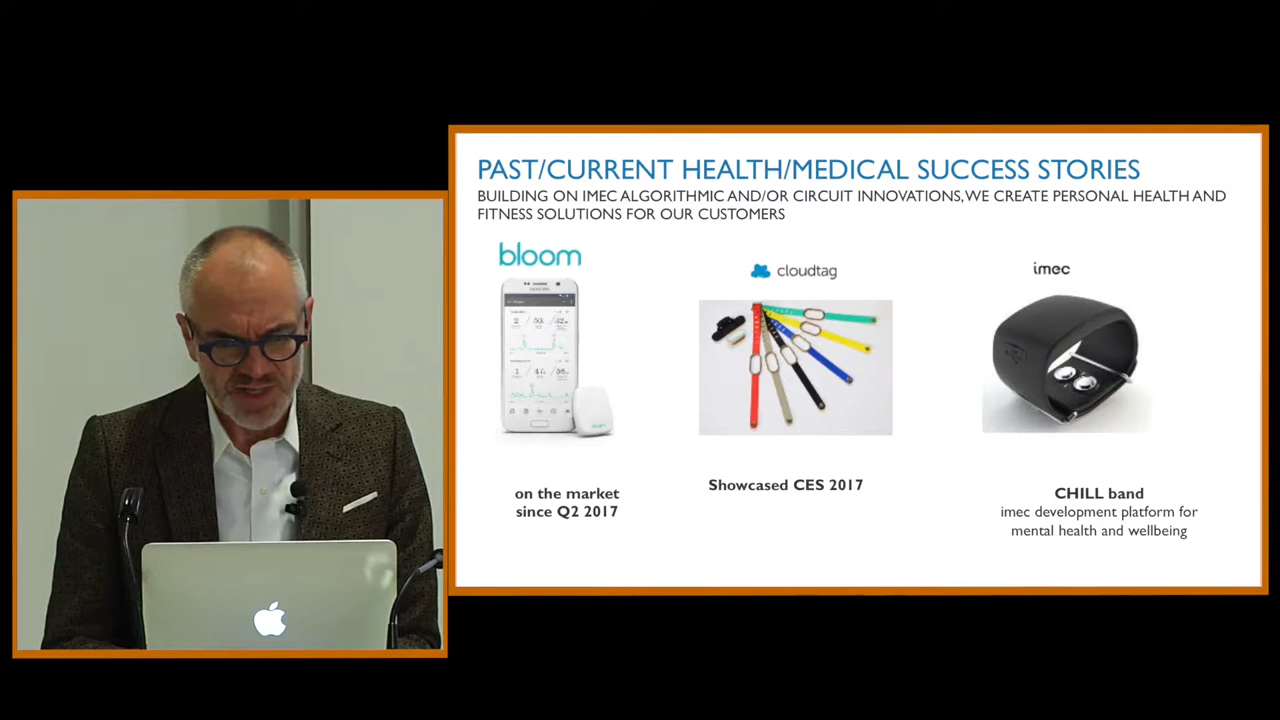 PAST/CURRENT HEALTH/MEDICAL SUCCESS STORIES
BUILDING ON IMEC ALGORITHMIC AND/OR CIRCUIT INNOVATIONS, WE CREATE PERSONAL HEALTH AND
FITNESS SOLUTIONS FOR OUR CUSTOMERS
bloom
cloudtag
imec
bloom
on the market
since Q2 2017
Showcased CES 2017
CHILL band
imec development platform for
mental health and wellbeing